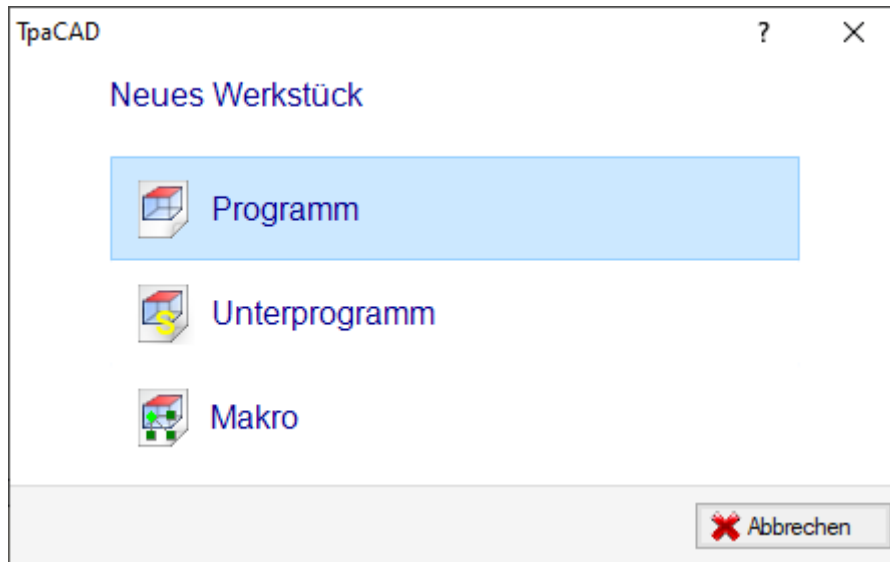 TpaCAD
?
Neues Werkstück
Programm
S
Unterprogramm
Makro
Abbrechen